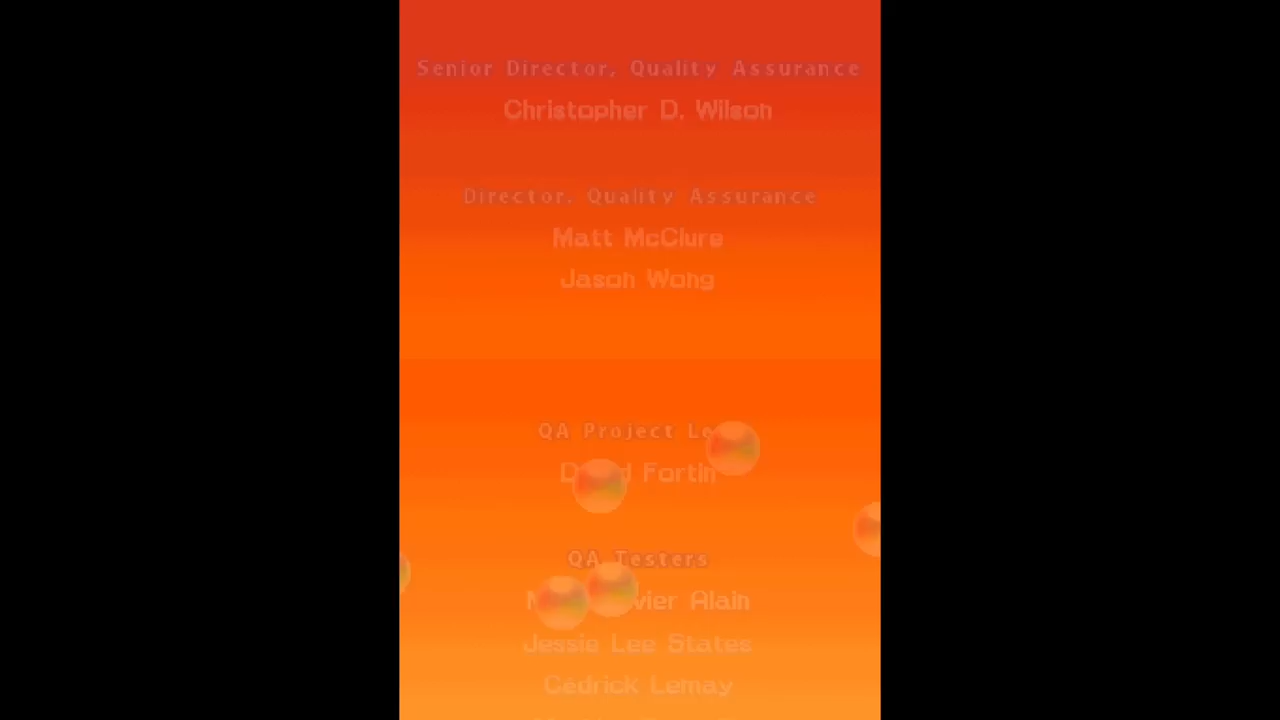 Senior Director, Quality Assurance
Christopher D. Wilson
Director, Quality Assurance
Matt McClure
Jason Wong
QA Project
Fortin
QA Testers
Alain
Jessie Lee States
Cédrick Lemay